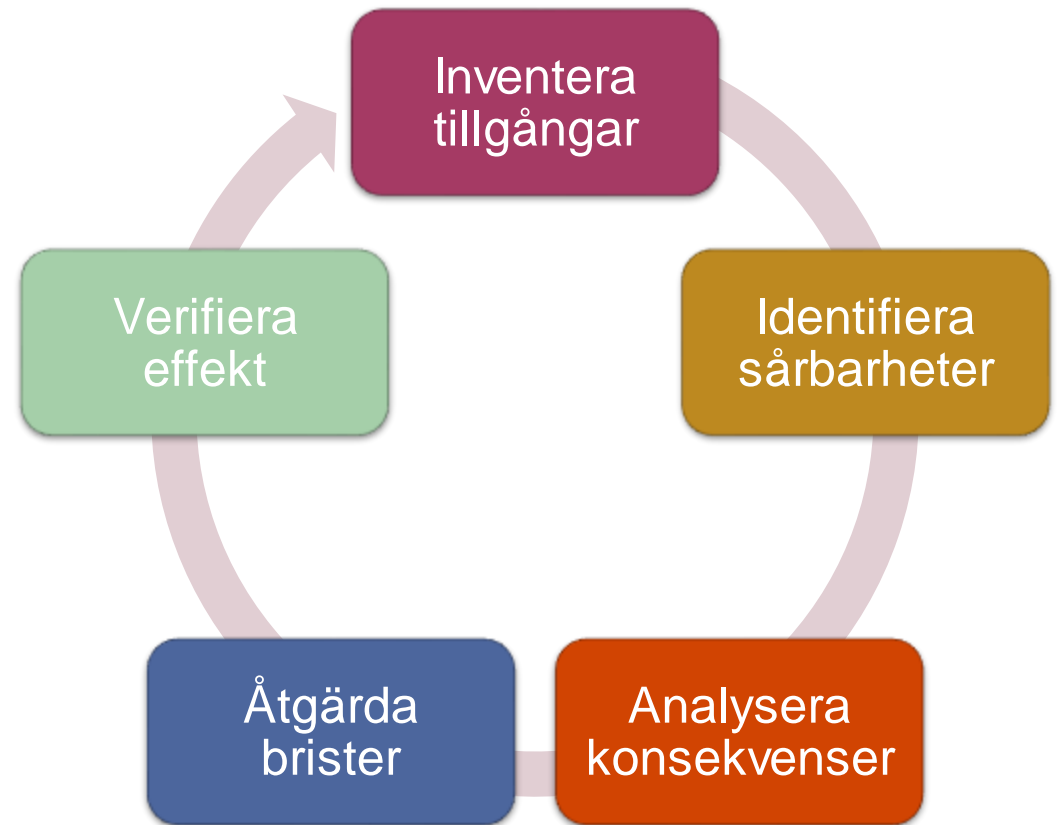 Inventera
tillgångar
Identifiera
sårbarheter
Analysera
konsekvenser
Åtgärda
brister
Verifiera
effekt